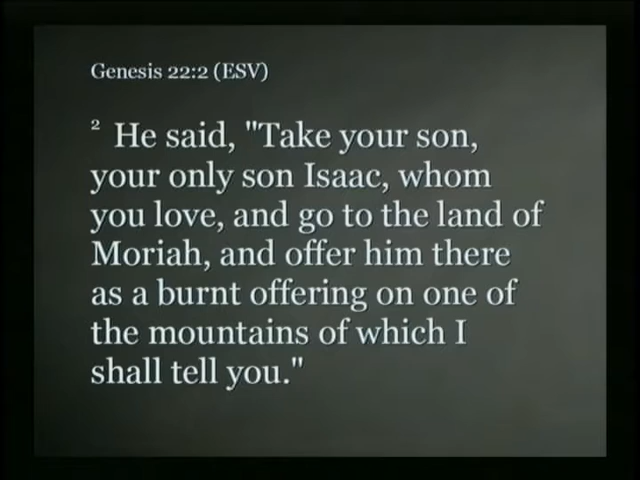 Genesis 22:2 (ESV)
2 He said, "Take your son,
your only son Isaac, whom
you love, and go to the land of
Moriah, and offer him there
as a burnt offering on one of
the mountains of which I
shall tell you."